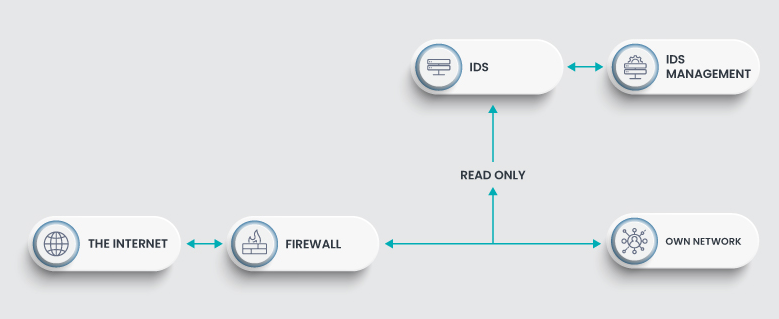 IDS
IDS
MANAGEMENT
READ ONLY
THE INTERNET
FIREWALL
OWN NETWORK